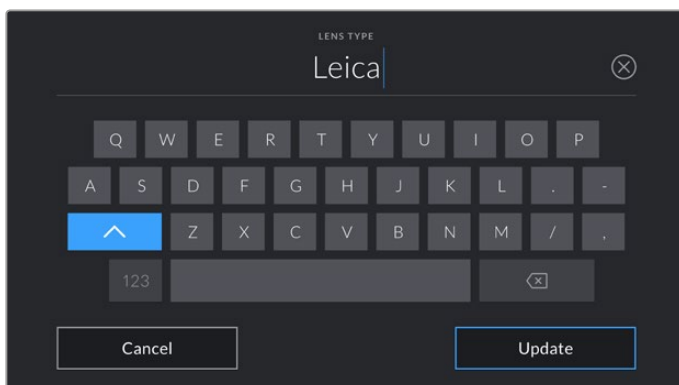 LENS TYPE
Leica
Q W E R T Y U I O P
A S D F G H J K L . -
Z X C V B N M / ,
123
Cancel Update